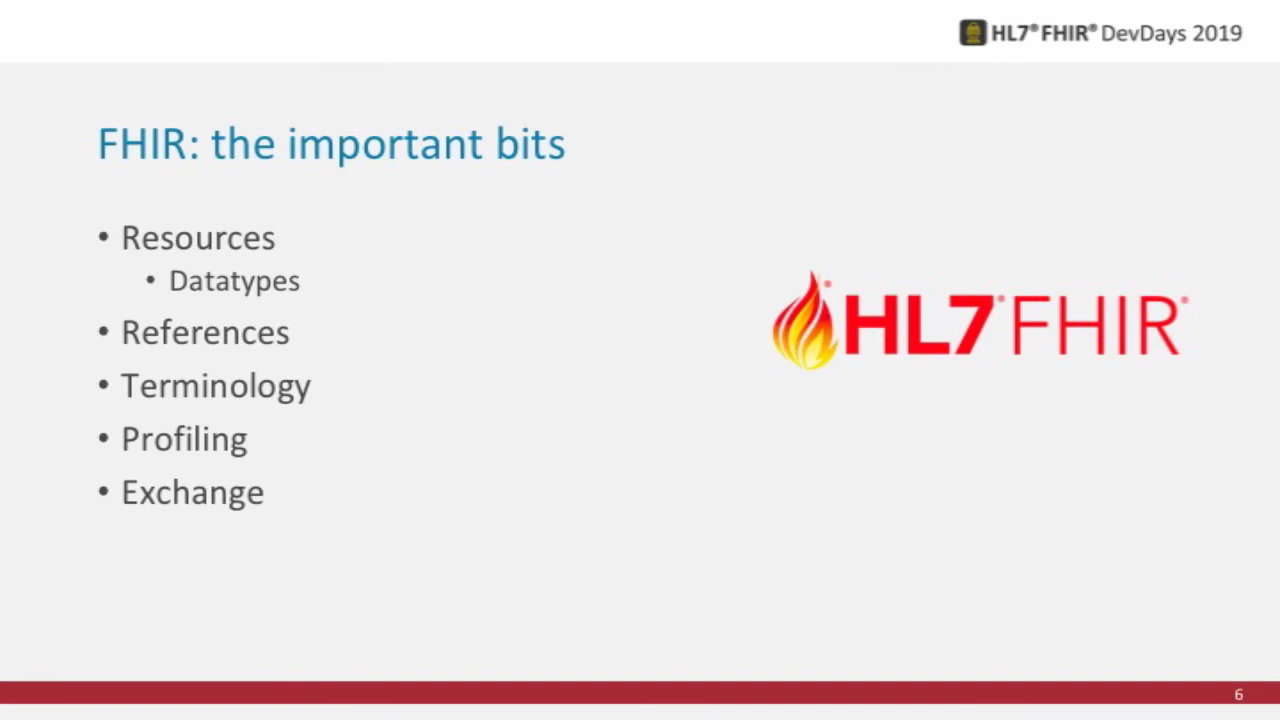 HL7® FHIR® DevDays 2019
FHIR: the important bits
• Resources
• Datatypes
• References
• Terminology
• Profiling
• Exchange
HL7® FHIR®
6